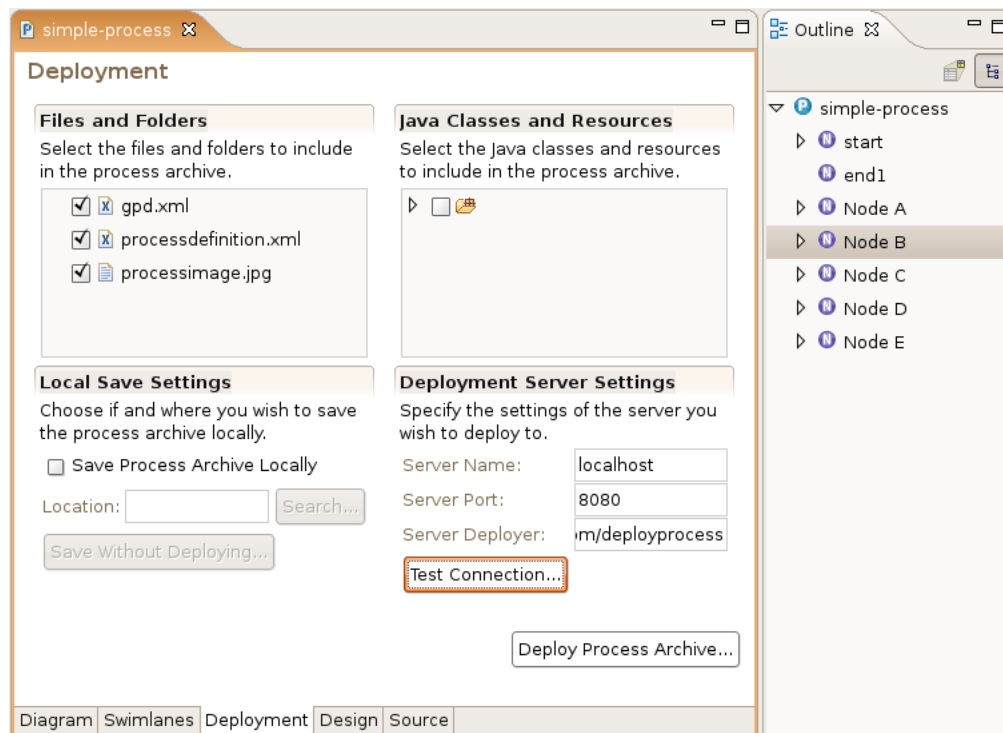 simple-process
Deployment
Files and Folders
Select the files and folders to include
in the process archive.
gpd.xml
processdefinition.xml
processimage.jpg
Java Classes and Resources
Select the Java classes and resources
to include in the process archive.
Local Save Settings
Choose if and where you wish to save
the process archive locally.
Save Process Archive Locally
Location:
Search...
Save Without Deploying...
Deployment Server Settings
Specify the settings of the server you
wish to deploy to.
Server Name: localhost
Server Port: 8080
Server Deployer: om/deployprocess
Test Connection...
Deploy Process Archive...
Diagram Swimlanes Deployment Design Source
Outline
simple-process
start
end1
Node A
Node B
Node C
Node D
Node E